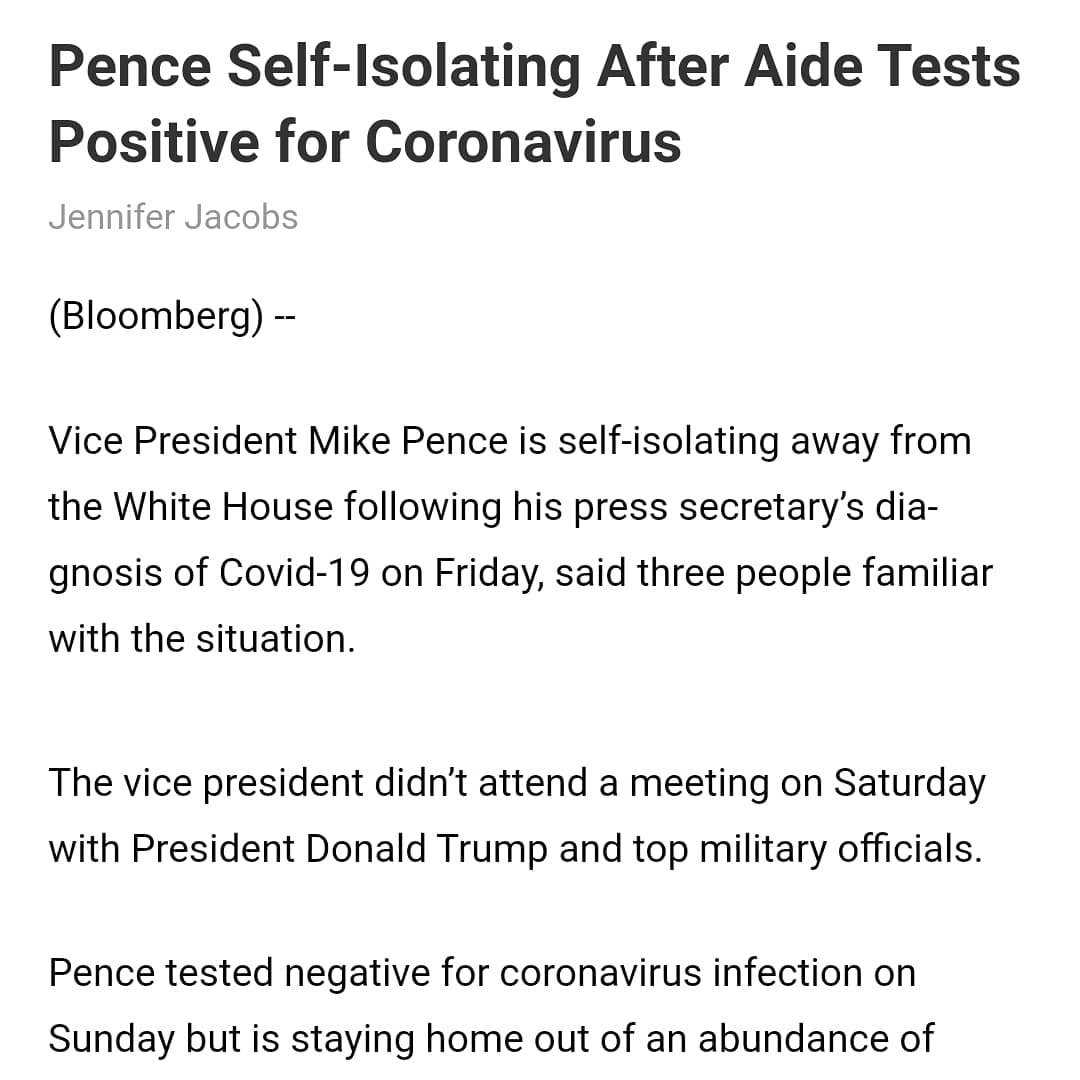 Pence Self-Isolating After Aide Tests
Positive for Coronavirus
Jennifer Jacobs
(Bloomberg) --
Vice President Mike Pence is self-isolating away from
the White House following his press secretary’s dia-
gnosis of Covid-19 on Friday, said three people familiar
with the situation.
The vice president didn’t attend a meeting on Saturday
with President Donald Trump and top military officials.
Pence tested negative for coronavirus infection on
Sunday but is staying home out of an abundance of